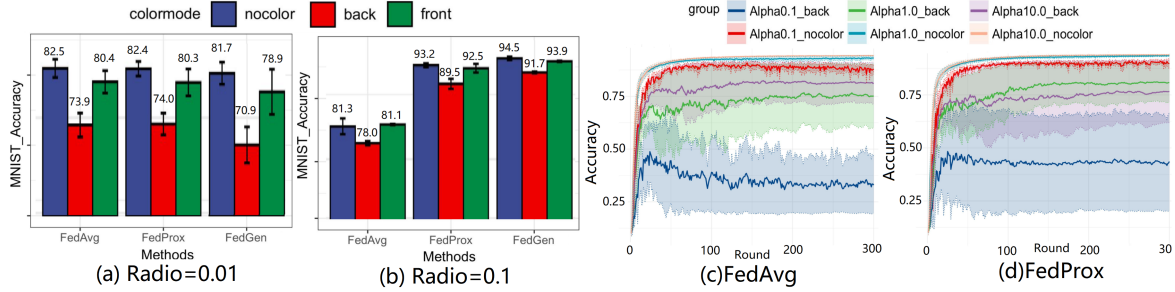 colormode nocolor back front
82.5 73.9 80.4 82.4 74.0 80.3 81.7 70.9 78.9
MNIST_Accuracy
FedAvg FedProx FedGen
Methods
(a) Radio=0.01
81.3 78.0 81.1 93.2 89.5 92.5 94.5 91.7 93.9
MNIST_Accuracy
FedAvg FedProx FedGen
Methods
(b) Radio=0.1
group Alpha0.1_back Alpha1.0_back Alpha10.0_back
Alpha0.1_nocolor Alpha1.0_nocolor Alpha10.0_nocolor
Accuracy
0.75
0.50
0.25
0 100 200 300
Round
(c)FedAvg
Accuracy
0.75
0.50
0.25
0 100 200 300
Round
(d)FedProx